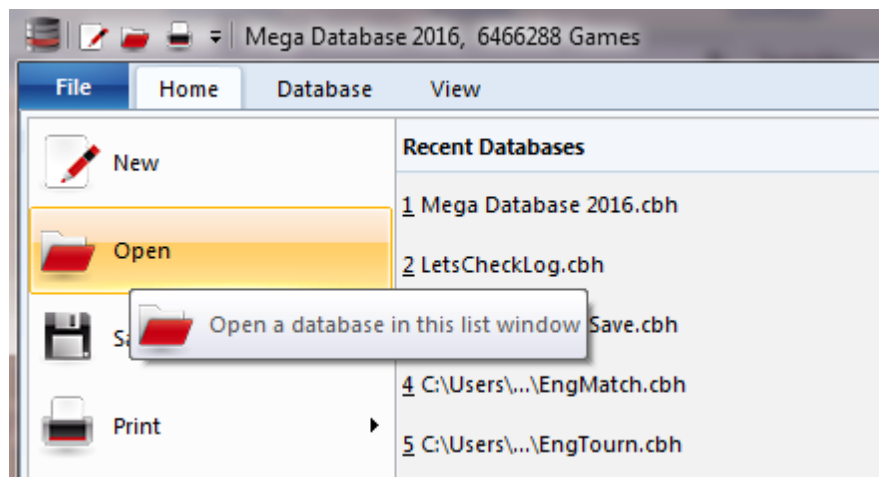 Mega Database 2016, 6466288 Games
File Home Database View
New
Open
Open a database in this list window
Print
Recent Databases
1 Mega Database 2016.cbh
2 LetsCheckLog.cbh
Save.cbh
4 C:\Users\...\EngMatch.cbh
5 C:\Users\...\EngTourn.cbh